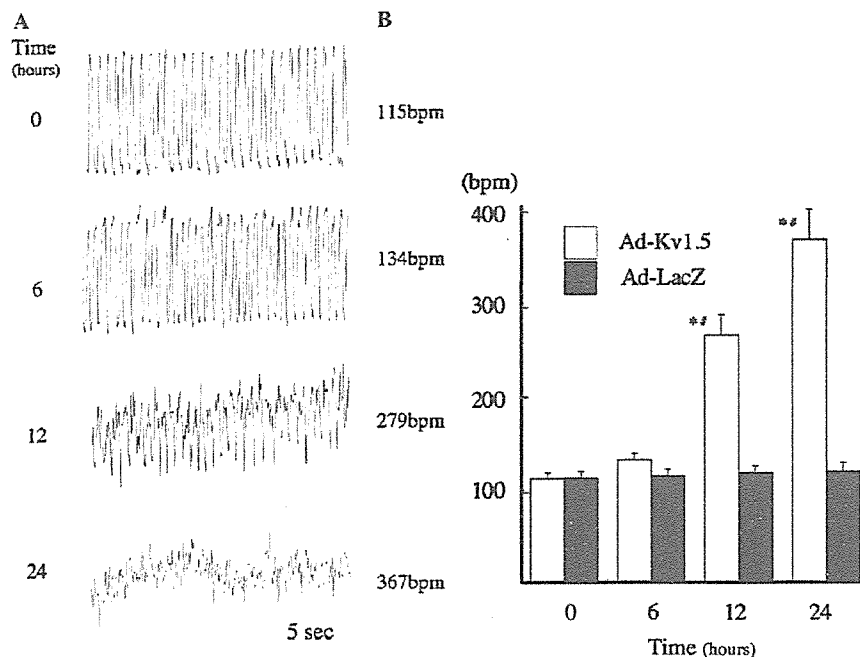 A
Time
(hours)
0
6
12
24
5 sec
B
115bpm
134bpm
279bpm
367bpm
(bpm)
400
300
200
100
Ad-Kv1.5
Ad-LacZ
*#
*#
0 6 12 24
Time (hours)